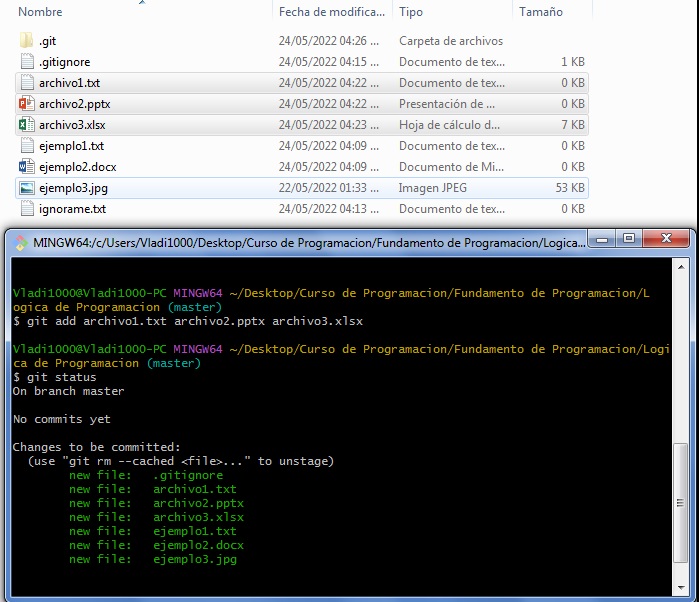 Nombre Fecha de modifica... Tipo Tamaño
.git 24/05/2022 04:26 ... Carpeta de archivos
.gitignore 24/05/2022 04:15 ... Documento de tex... 1 KB
archivo1.txt 24/05/2022 04:22 ... Documento de tex... 0 KB
archivo2.pptx 24/05/2022 04:22 ... Presentación de ... 0 KB
archivo3.xlsx 24/05/2022 04:23 ... Hoja de cálculo d... 7 KB
ejemplo1.txt 24/05/2022 04:09 ... Documento de tex... 0 KB
ejemplo2.docx 24/05/2022 04:09 ... Documento de Mi... 0 KB
ejemplo3.jpg 22/05/2022 01:33 ... Imagen JPEG 53 KB
ignorame.txt 24/05/2022 04:13 ... Documento de tex... 0 KB
MINGW64:/c/Users/Vladi1000/Desktop/Curso de Programacion/Fundamento de Programacion/Logica...
Vladi1000@Vladi1000-PC MINGW64 ~/Desktop/Curso de Programacion/Fundamento de Programacion/L
ogica de Programacion (master)
$ git add archivo1.txt archivo2.pptx archivo3.xlsx
Vladi1000@Vladi1000-PC MINGW64 ~/Desktop/Curso de Programacion/Fundamento de Programacion/Logi
ca de Programacion (master)
$ git status
On branch master
No commits yet
Changes to be committed:
(use "git rm --cached <file>..." to unstage)
new file: .gitignore
new file: archivo1.txt
new file: archivo2.pptx
new file: archivo3.xlsx
new file: ejemplo1.txt
new file: ejemplo2.docx
new file: ejemplo3.jpg